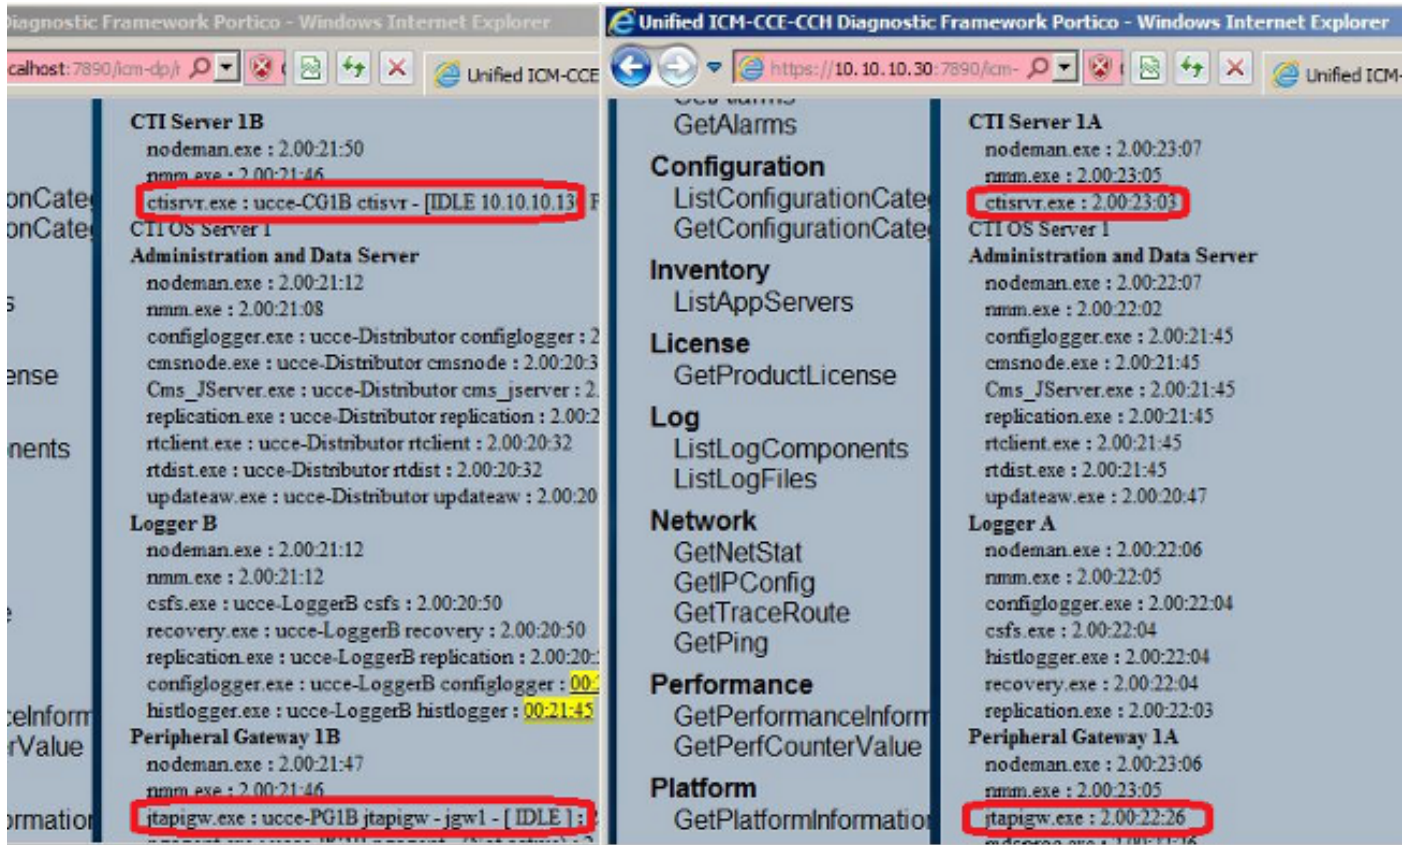 Diagnostic Framework Portico - Windows Internet Explorer
calhost:7890/icm-dp/r
Unified ICM-CCE
onCateg
onCateg
s
ense
nents
ceInform
rValue
ormation
CTI Server 1B
nodeman.exe : 2.00:21:50
nmm.exe : 2.00:21:46
ctisrvr.exe : ucce-CG1B ctisvr - [IDLE 10.10.10.13
CTI OS Server 1
Administration and Data Server
nodeman.exe : 2.00:21:12
nmm.exe : 2.00:21:08
configlogger.exe : ucce-Distributor configlogger : 2
cmsnode.exe : ucce-Distributor cmsnode : 2.00:20:3
Cms_JServer.exe : ucce-Distributor cms_jserver : 2.
replication.exe : ucce-Distributor replication : 2.00:2
rtclient.exe : ucce-Distributor rtclient : 2.00:20:32
rtdist.exe : ucce-Distributor rtdist : 2.00:20:32
updateaw.exe : ucce-Distributor updateaw : 2.00:20
Logger B
nodeman.exe : 2.00:21:12
nmm.exe : 2.00:21:12
csfs.exe : ucce-LoggerB csfs : 2.00:20:50
recovery.exe : ucce-LoggerB recovery : 2.00:20:50
replication.exe : ucce-LoggerB replication : 2.00:20:
configlogger.exe : ucce-LoggerB configlogger : 00:
histlogger.exe : ucce-LoggerB histlogger : 00:21:45
Peripheral Gateway 1B
nodeman.exe : 2.00:21:47
nmm.exe : 2.00:21:46
jtapigw.exe : ucce-PG1B jtapigw - jgw1 - [ IDLE ] :
Unified ICM-CCE-CCH Diagnostic Framework Portico - Windows Internet Explorer
https://10.10.10.30:7890/icm-
Unified ICM-
GetAlarms
Configuration
ListConfigurationCateg
GetConfigurationCateg
Inventory
ListAppServers
License
GetProductLicense
Log
ListLogComponents
ListLogFiles
Network
GetNetStat
GetIPConfig
GetTraceRoute
GetPing
Performance
GetPerformanceInform
GetPerfCounterValue
Platform
GetPlatformInformation
CTI Server 1A
nodeman.exe : 2.00:23:07
nmm.exe : 2.00:23:05
ctisrvr.exe : 2.00:23:03
CTI OS Server 1
Administration and Data Server
nodeman.exe : 2.00:22:07
nmm.exe : 2.00:22:02
configlogger.exe : 2.00:21:45
cmsnode.exe : 2.00:21:45
Cms_JServer.exe : 2.00:21:45
replication.exe : 2.00:21:45
rtclient.exe : 2.00:21:45
rtdist.exe : 2.00:21:45
updateaw.exe : 2.00:20:47
Logger A
nodeman.exe : 2.00:22:06
nmm.exe : 2.00:22:05
configlogger.exe : 2.00:22:04
csfs.exe : 2.00:22:04
histlogger.exe : 2.00:22:04
recovery.exe : 2.00:22:04
replication.exe : 2.00:22:03
Peripheral Gateway 1A
nodeman.exe : 2.00:23:06
nmm.exe : 2.00:23:05
jtapigw.exe : 2.00:22:26